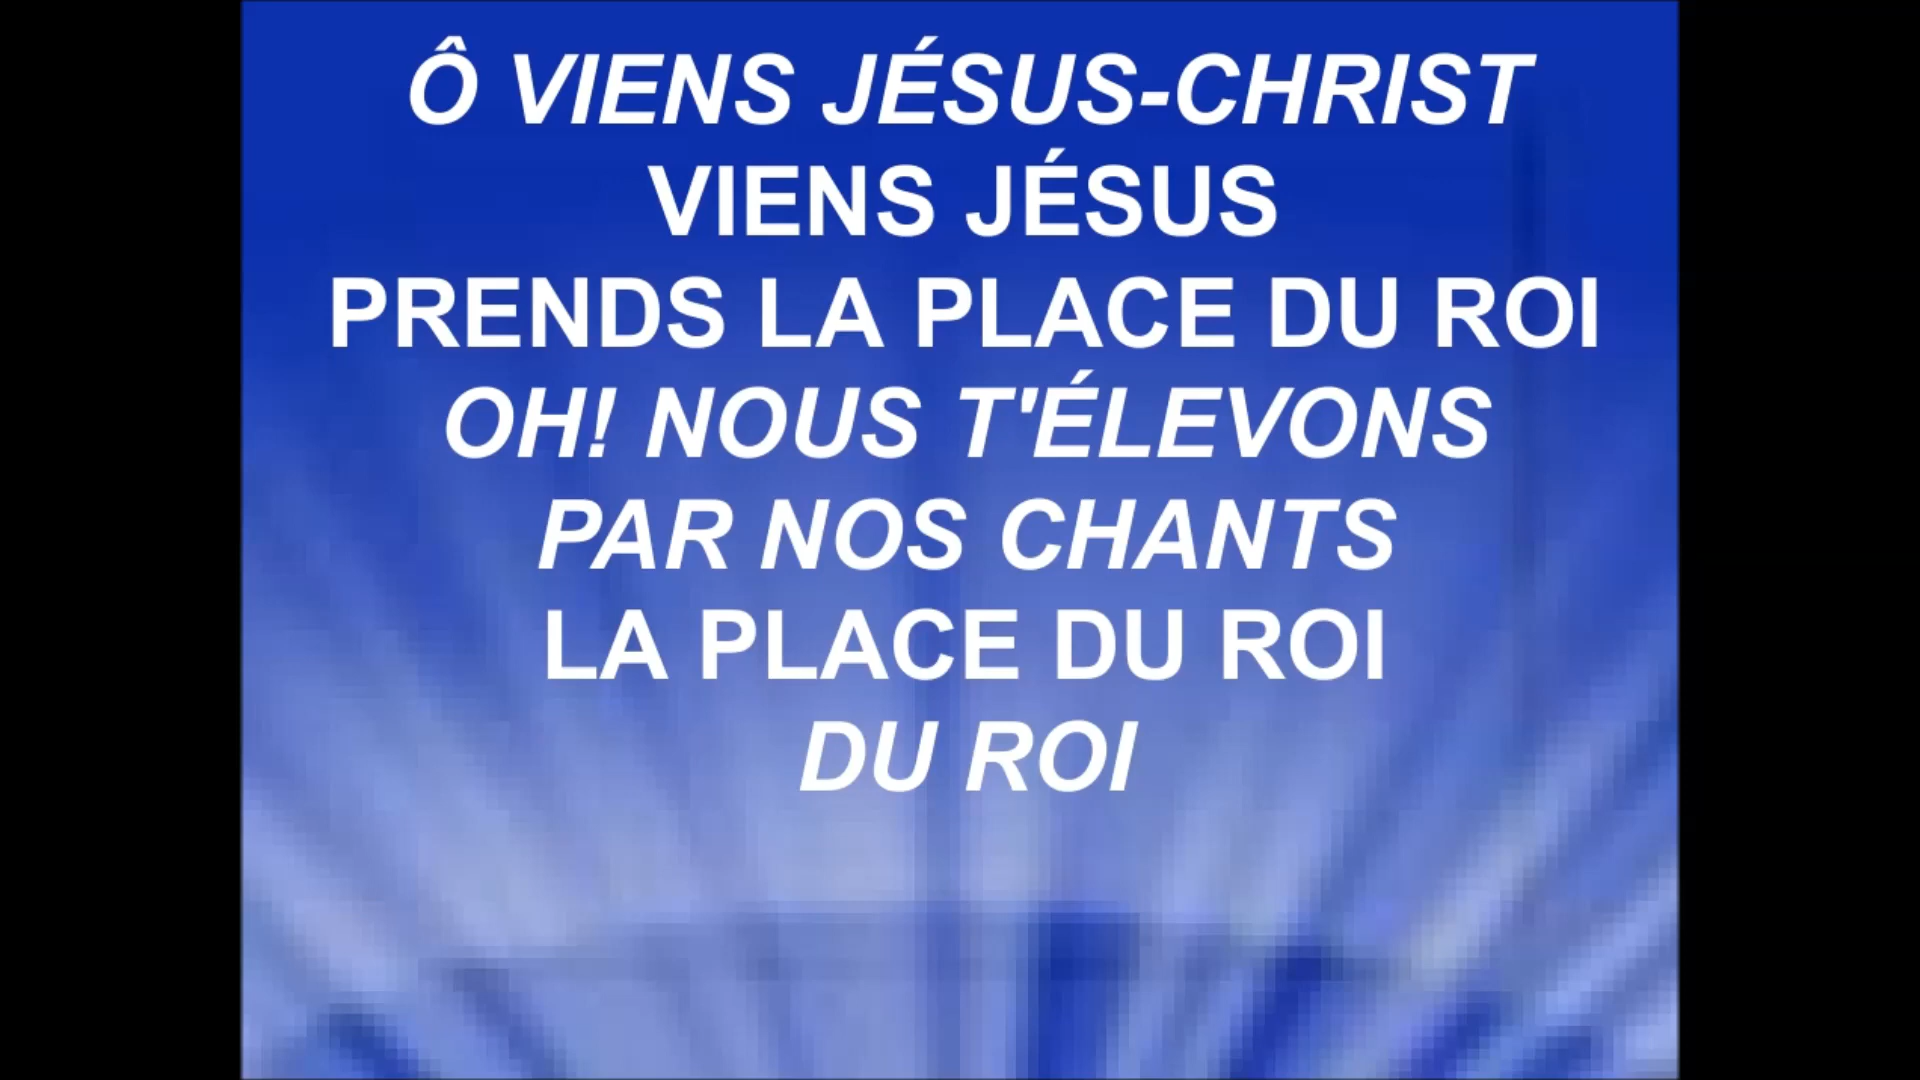 Ô VIENS JÉSUS-CHRIST
VIENS JÉSUS
PRENDS LA PLACE DU ROI
OH! NOUS T'ÉLEVONS
PAR NOS CHANTS
LA PLACE DU ROI
DU ROI